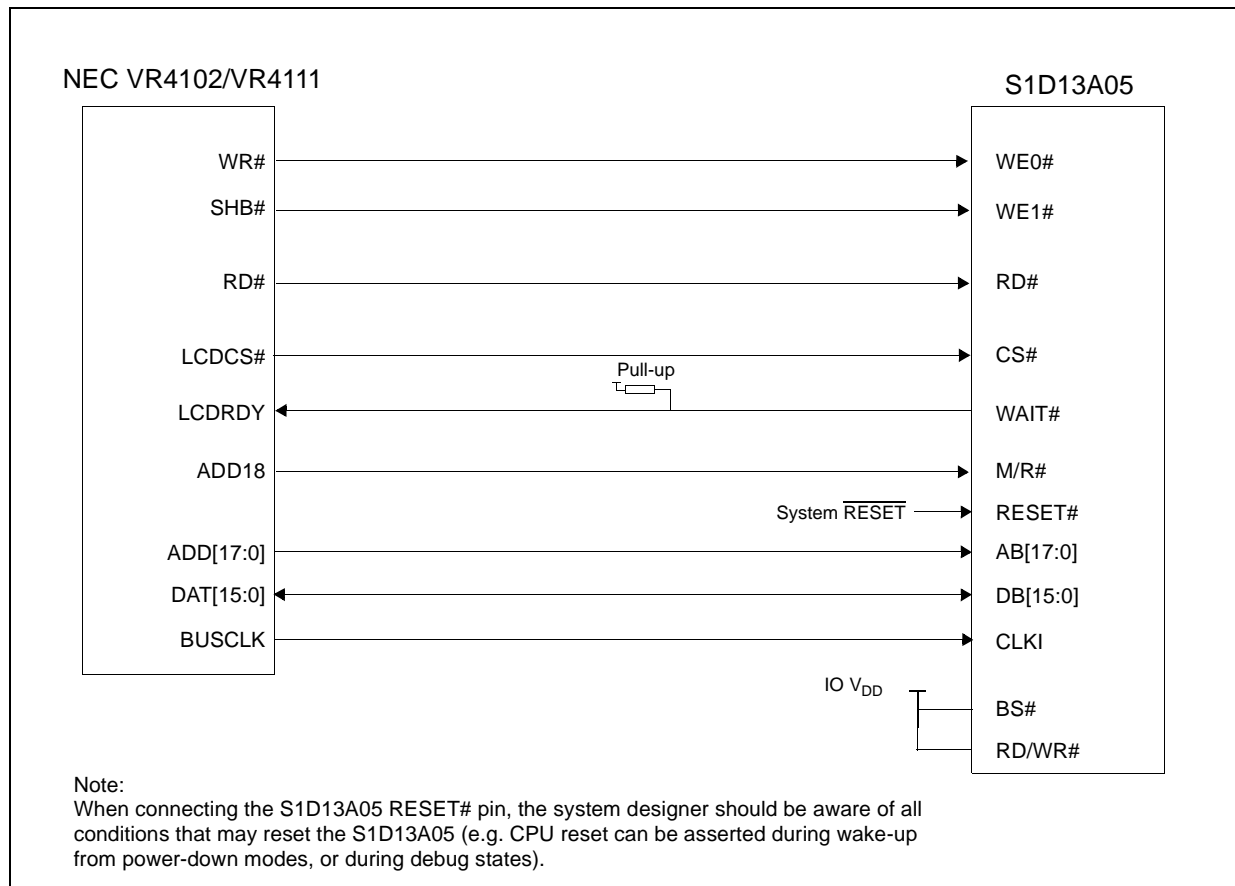 NEC VR4102/VR4111
S1D13A05
WR#
WE0#
SHB#
WE1#
RD#
RD#
LCDCS#
CS#
Pull-up
LCDRDY
WAIT#
ADD18
M/R#
System RESET
RESET#
ADD[17:0]
AB[17:0]
DAT[15:0]
DB[15:0]
BUSCLK
CLKI
IO VDD
BS#
RD/WR#
Note:
When connecting the S1D13A05 RESET# pin, the system designer should be aware of all
conditions that may reset the S1D13A05 (e.g. CPU reset can be asserted during wake-up
from power-down modes, or during debug states).